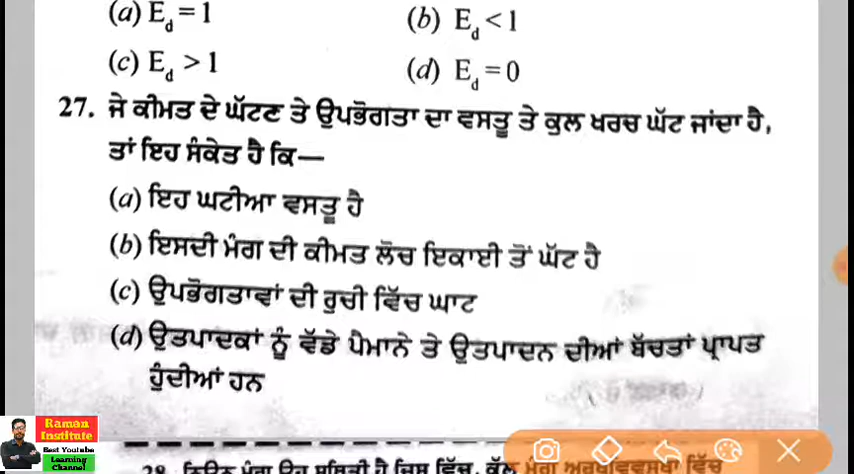 (a) E_d = 1 (b) E_d < 1
(c) E_d > 1 (d) E_d = 0
27. ਜੇ ਕੀਮਤ ਦੇ ਘੱਟਣ ਤੇ ਉਪਭੋਗਤਾ ਦਾ ਵਸਤੂ ਤੇ ਕੁਲ ਖਰਚ ਘੱਟ ਜਾਂਦਾ ਹੈ,
ਤਾਂ ਇਹ ਸੰਕੇਤ ਹੈ ਕਿ—
(a) ਇਹ ਘਟੀਆ ਵਸਤੂ ਹੈ
(b) ਇਸਦੀ ਮੰਗ ਦੀ ਕੀਮਤ ਲੋਚ ਇਕਾਈ ਤੋਂ ਘੱਟ ਹੈ
(c) ਉਪਭੋਗਤਾਵਾਂ ਦੀ ਰੁਚੀ ਵਿੱਚ ਘਾਟ
(d) ਉਤਪਾਦਕਾਂ ਨੂੰ ਵੱਡੇ ਪੈਮਾਨੇ ਤੇ ਉਤਪਾਦਨ ਦੀਆਂ ਬੱਚਤਾਂ ਪ੍ਰਾਪਤ
ਹੁੰਦੀਆਂ ਹਨ
28. ਵਿੱਚ, ਕੁੱਲ ਮੰਗ ਵਿੱਚ
Raman
Institute
Best Youtube
Learning
Channel